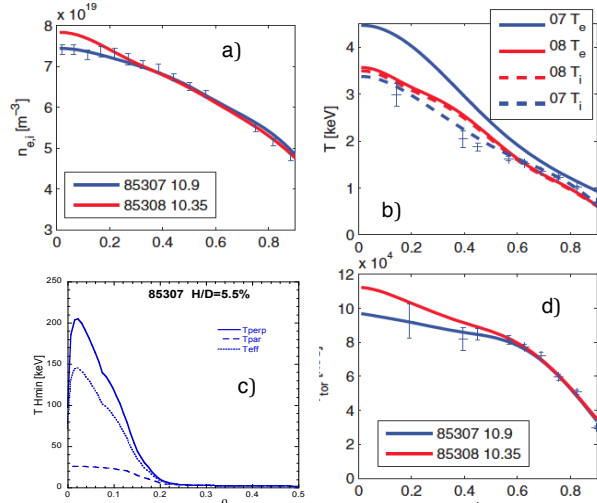 x 10^19
8
7
6
5
4
3
0
0.2
0.4
0.6
0.8
n_e,i [m^-3]
a)
85307 10.9
85308 10.35
4
3
2
1
0
0
0.2
0.4
0.6
0.8
T [keV]
07 T_e
08 T_e
08 T_i
07 T_i
b)
85307 H/D=5.5%
250
200
150
100
50
0
0
0.1
0.2
0.3
0.4
0.5
T Hmin [keV]
Tperp
Tpar
Teff
c)
x 10^4
12
10
8
6
4
2
0
0
0.2
0.4
0.6
0.8
tor
d)
85307 10.9
85308 10.35